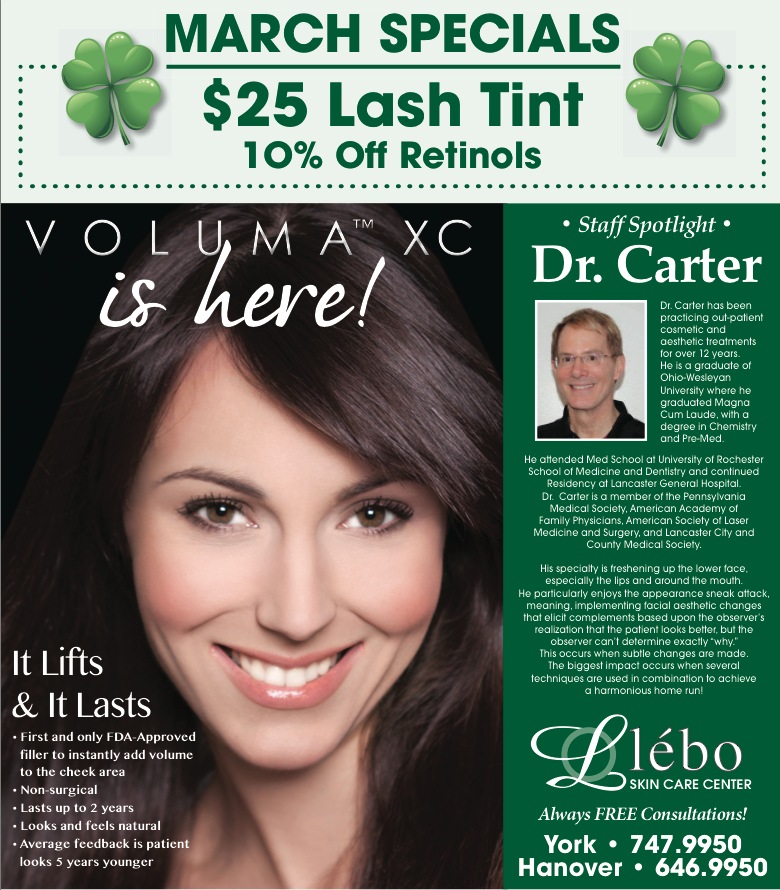 MARCH SPECIALS
$25 Lash Tint
10% Off Retinols
VOLUMA™ XC
is here!
It Lifts
& It Lasts
• First and only FDA-Approved
filler to instantly add volume
to the cheek area
• Non-surgical
• Lasts up to 2 years
• Looks and feels natural
• Average feedback is patient
looks 5 years younger
• Staff Spotlight •
Dr. Carter
Dr. Carter has been
practicing out-patient
cosmetic and
aesthetic treatments
for over 12 years.
He is a graduate of
Ohio-Wesleyan
University where he
graduated Magna
Cum Laude, with a
degree in Chemistry
and Pre-Med.
He attended Med School at University of Rochester
School of Medicine and Dentistry and continued
Residency at Lancaster General Hospital.
Dr. Carter is a member of the Pennsylvania
Medical Society, American Academy of
Family Physicians, American Society of Laser
Medicine and Surgery, and Lancaster City and
County Medical Society.
His specialty is freshening up the lower face,
especially the lips and around the mouth.
He particularly enjoys the appearance sneak attack,
meaning, implementing facial aesthetic changes
that elicit complements based upon the observer's
realization that the patient looks better, but the
observer can't determine exactly "why."
This occurs when subtle changes are made.
The biggest impact occurs when several
techniques are used in combination to achieve
a harmonious home run!
L lébo
SKIN CARE CENTER
Always FREE Consultations!
York • 747.9950
Hanover • 646.9950